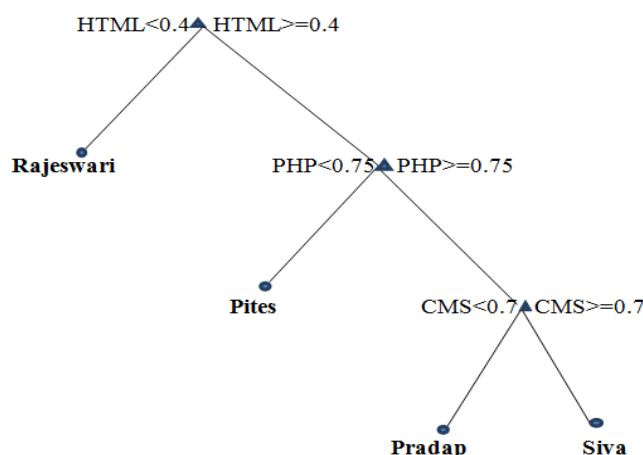 HTML<0.4 HTML>=0.4
Rajeswari
PHP<0.75 PHP>=0.75
Pites
CMS<0.7 CMS>=0.7
Pradap
Siva